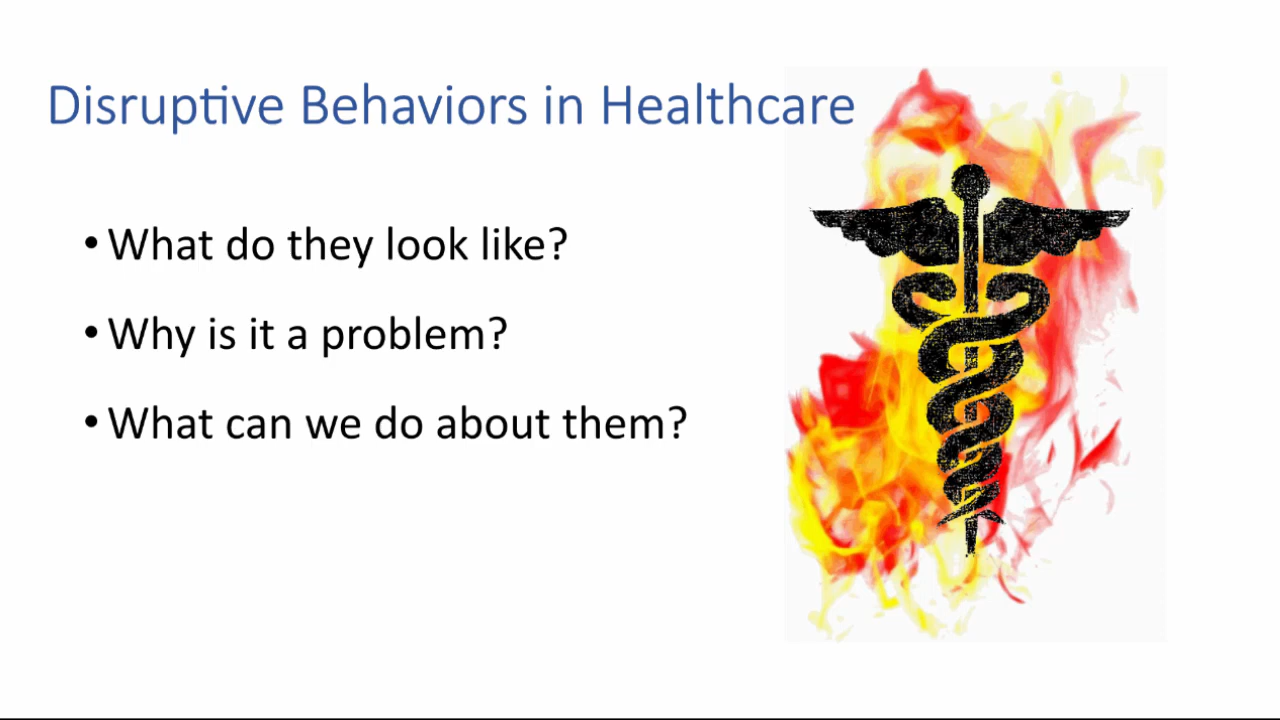 Disruptive Behaviors in Healthcare
• What do they look like?
• Why is it a problem?
• What can we do about them?